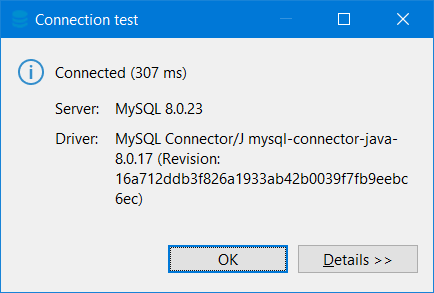 Connection test
Connected (307 ms)
Server: MySQL 8.0.23
Driver: MySQL Connector/J mysql-connector-java-
8.0.17 (Revision:
16a712ddb3f826a1933ab42b0039f7fb9eebc
6ec)
OK
Details >>